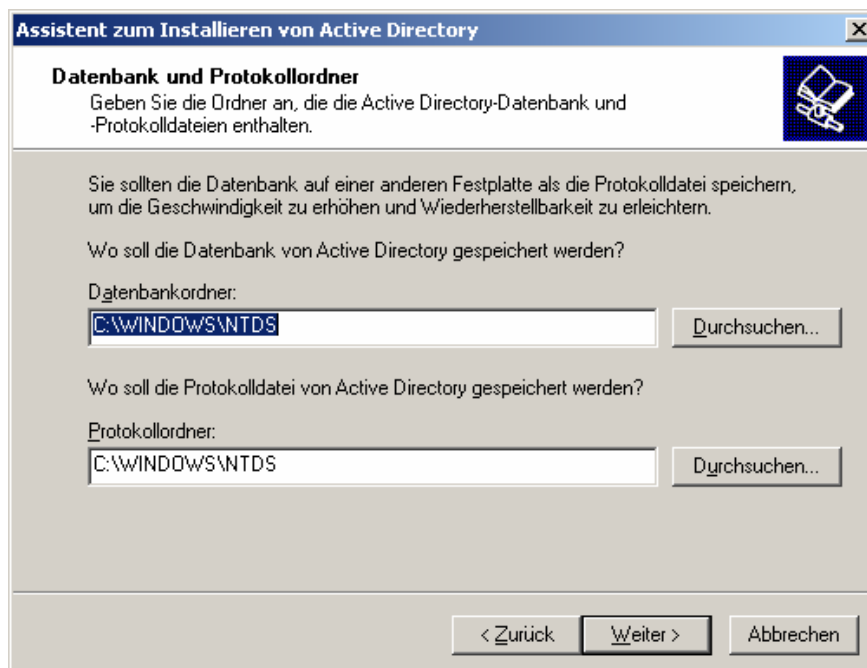 Assistent zum Installieren von Active Directory
Datenbank und Protokollordner
Geben Sie die Ordner an, die die Active Directory-Datenbank und
-Protokolldateien enthalten.
Sie sollten die Datenbank auf einer anderen Festplatte als die Protokolldatei speichern,
um die Geschwindigkeit zu erhöhen und Wiederherstellbarkeit zu erleichtern.
Wo soll die Datenbank von Active Directory gespeichert werden?
Datenbankordner:
C:\WINDOWS\NTDS
Durchsuchen...
Wo soll die Protokolldatei von Active Directory gespeichert werden?
Protokollordner:
C:\WINDOWS\NTDS
Durchsuchen...
< Zurück
Weiter >
Abbrechen